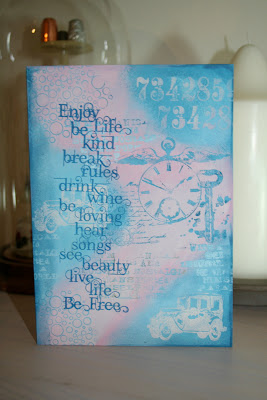 734285
73428
Enjoy
be Life
kind
break
rules
drink
wine
be
loving
hear
songs
see
beauty
live
life
Be Free